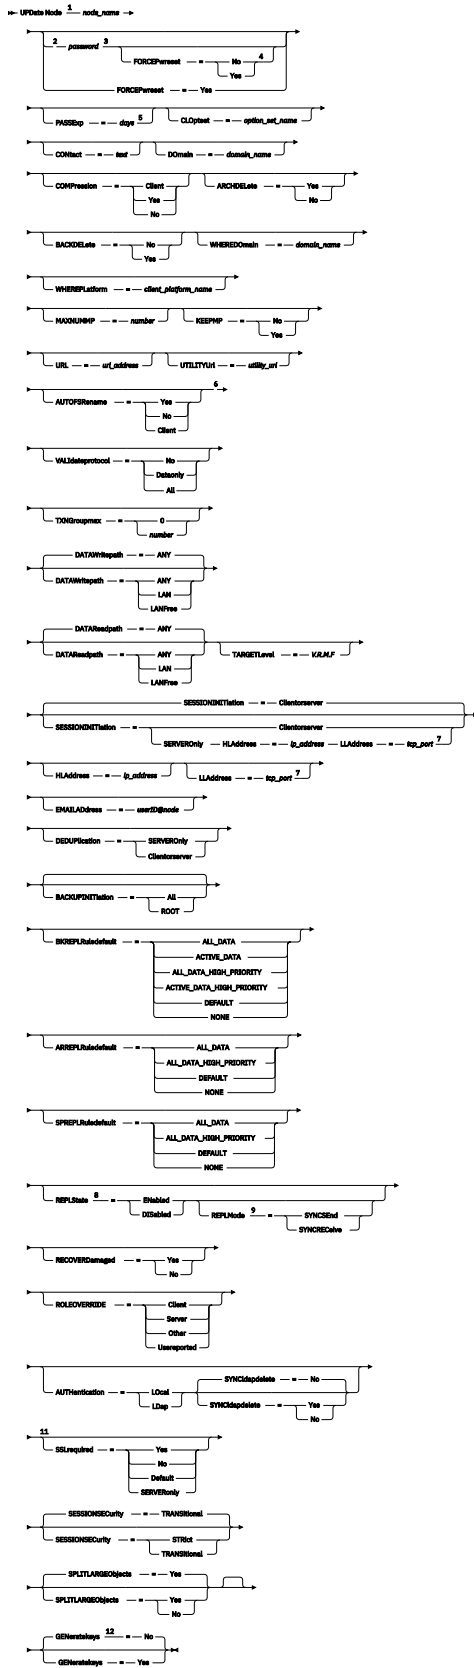 UPDate Node 1 node_name
2 password 3
FORCEPwreset = No 4
Yes
FORCEPwreset = Yes
PASSExp = days 5 CLOptset = option_set_name
CONtact = text DOmain = domain_name
COMPression = Client ARCHDELete = Yes
Yes No
No
BACKDELete = No WHEREDOmain = domain_name
Yes
WHEREPLatform = client_platform_name
MAXNUMMP = number KEEPMP = No
Yes
URL = url_address UTILITYUrl = utility_url
6
AUTOFSRename = Yes
No
Client
VALIdateprotocol = No
Dataonly
All
TXNGroupmax = 0
number
DATAWritepath = ANY
DATAWritepath = ANY
LAN
LANFree
DATAReadpath = ANY
DATAReadpath = ANY TARGETLevel = V.R.M.F
LAN
LANFree
SESSIONINITiation = Clientorserver
SESSIONINITiation = Clientorserver
SERVEROnly HLAddress = ip_address LLAddress = tcp_port 7
HLAddress = ip_address LLAddress = tcp_port 7
EMAILADdress = userID@node
DEDUPlication = SERVEROnly
Clientorserver
BACKUPINITiation = All
ROOT
BKREPLRuledefault = ALL_DATA
ACTIVE_DATA
ALL_DATA_HIGH_PRIORITY
ACTIVE_DATA_HIGH_PRIORITY
DEFAULT
NONE
ARREPLRuledefault = ALL_DATA
ALL_DATA_HIGH_PRIORITY
DEFAULT
NONE
SPREPLRuledefault = ALL_DATA
ALL_DATA_HIGH_PRIORITY
DEFAULT
NONE
REPLState 8 = ENabled
DISabled REPLMode 9 = SYNCSEnd
SYNCRECeive
RECOVERDamaged = Yes
No
ROLEOVERRIDE = Client
Server
Other
Usereported
SYNCldapdelete = No
AUTHentication = LOcal
LDap SYNCldapdelete = Yes
No
11
SSLrequired = Yes
No
Default
SERVERonly
SESSIONSECurity = TRANSitional
SESSIONSECurity = STRict
TRANSitional
SPLITLARGEObjects = Yes
SPLITLARGEObjects = Yes
No
GENeratekeys 12 = No
GENeratekeys = Yes